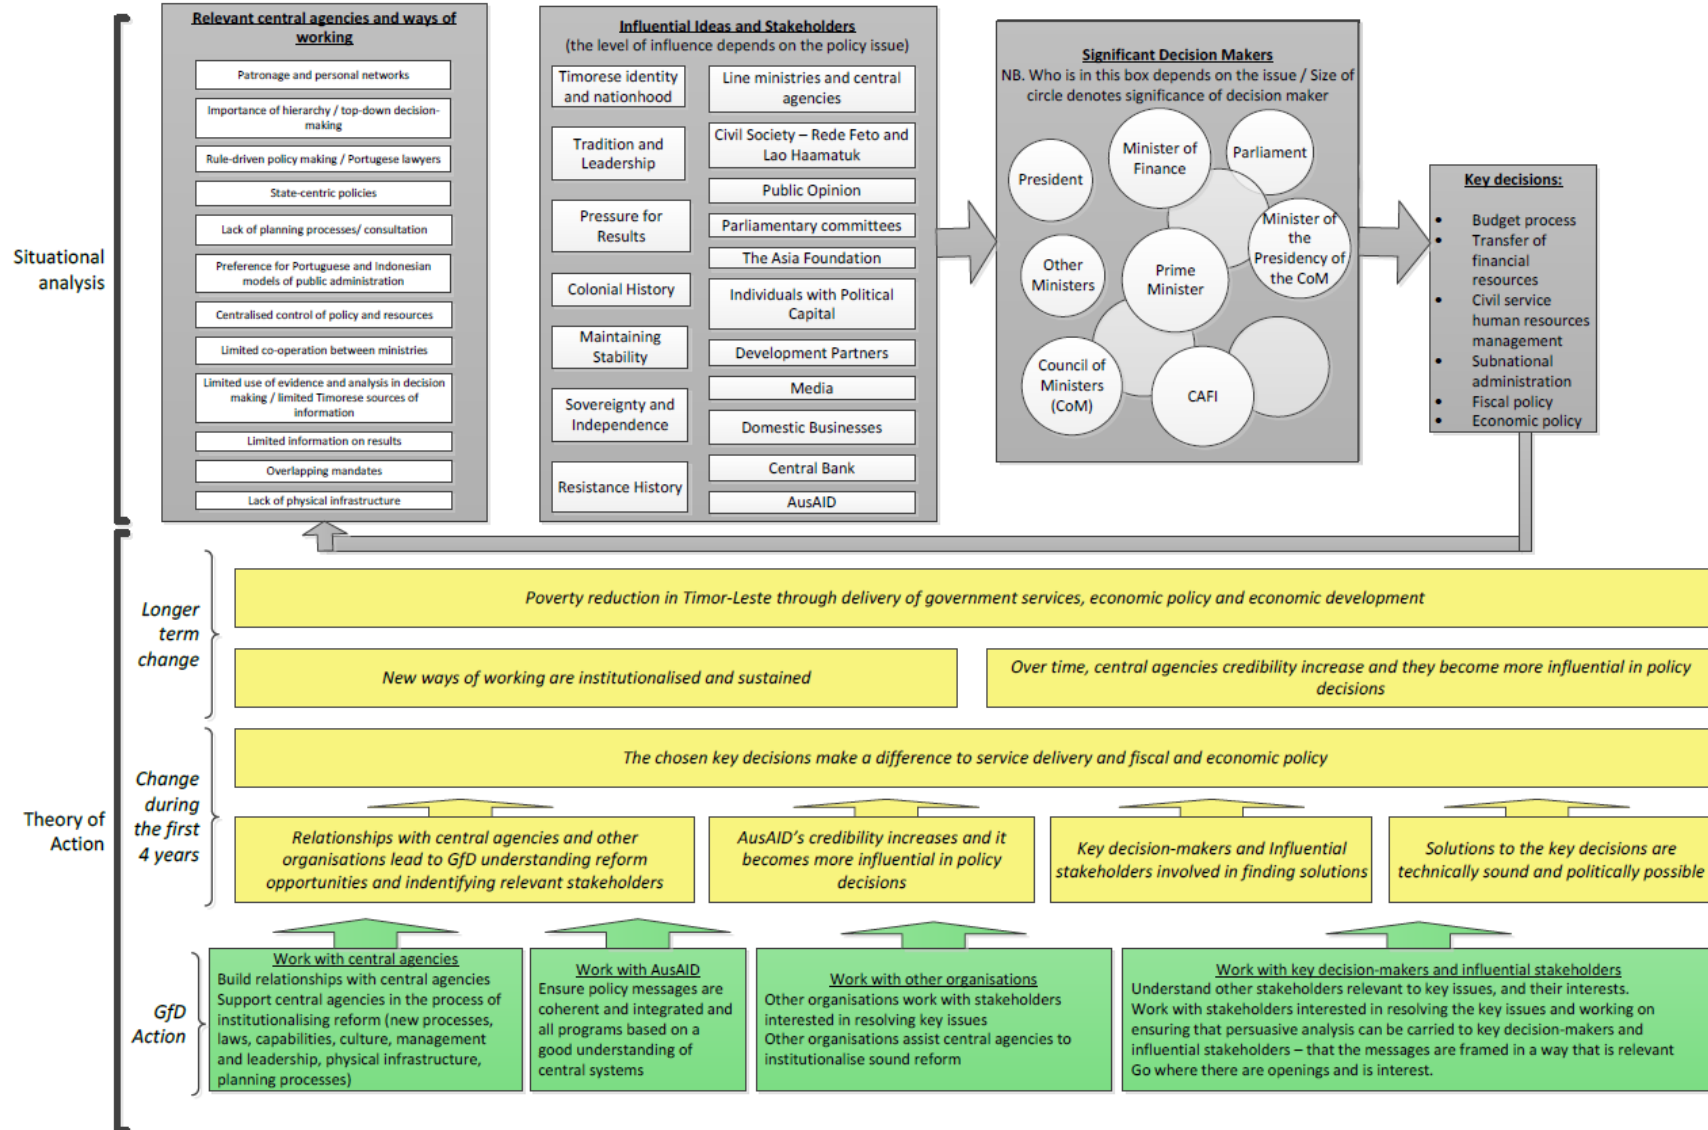 Situational
analysis
Relevant central agencies and ways of
working
Patronage and personal networks
Importance of hierarchy / top-down decision-
making
Rule-driven policy making / Portugese lawyers
State-centric policies
Lack of planning processes/ consultation
Preference for Portuguese and Indonesian
models of public administration
Centralised control of policy and resources
Limited co-operation between ministries
Limited use of evidence and analysis in decision
making / limited Timorese sources of
information
Limited information on results
Overlapping mandates
Lack of physical infrastructure
Influential Ideas and Stakeholders
(the level of influence depends on the policy issue)
Timorese identity
and nationhood
Tradition and
Leadership
Pressure for
Results
Colonial History
Maintaining
Stability
Sovereignty and
Independence
Resistance History
Line ministries and central
agencies
Civil Society – Rede Feto and
Lao Haamatuk
Public Opinion
Parliamentary committees
The Asia Foundation
Individuals with Political
Capital
Development Partners
Media
Domestic Businesses
Central Bank
AusAID
Significant Decision Makers
NB. Who is in this box depends on the issue / Size of
circle denotes significance of decision maker
President
Minister of
Finance
Parliament
Other
Ministers
Prime
Minister
Minister of
the
Presidency of
the CoM
Council of
Ministers
(CoM)
CAFI
Key decisions:
• Budget process
• Transfer of
financial
resources
• Civil service
human resources
management
• Subnational
administration
• Fiscal policy
• Economic policy
Theory of
Action
Longer
term
change
Poverty reduction in Timor-Leste through delivery of government services, economic policy and economic development
New ways of working are institutionalised and sustained
Over time, central agencies credibility increase and they become more influential in policy
decisions
Change
during
the first
4 years
The chosen key decisions make a difference to service delivery and fiscal and economic policy
Relationships with central agencies and other
organisations lead to GfD understanding reform
opportunities and indentifying relevant stakeholders
AusAID's credibility increases and it
becomes more influential in policy
decisions
Key decision-makers and Influential
stakeholders involved in finding solutions
Solutions to the key decisions are
technically sound and politically possible
GfD
Action
Work with central agencies
Build relationships with central agencies
Support central agencies in the process of
institutionalising reform (new processes,
laws, capabilities, culture, management
and leadership, physical infrastructure,
planning processes)
Work with AusAID
Ensure policy messages are
coherent and integrated and
all programs based on a
good understanding of
central systems
Work with other organisations
Other organisations work with stakeholders
interested in resolving key issues
Other organisations assist central agencies to
institutionalise sound reform
Work with key decision-makers and influential stakeholders
Understand other stakeholders relevant to key issues, and their interests.
Work with stakeholders interested in resolving the key issues and working on
ensuring that persuasive analysis can be carried to key decision-makers and
influential stakeholders – that the messages are framed in a way that is relevant
Go where there are openings and is interest.